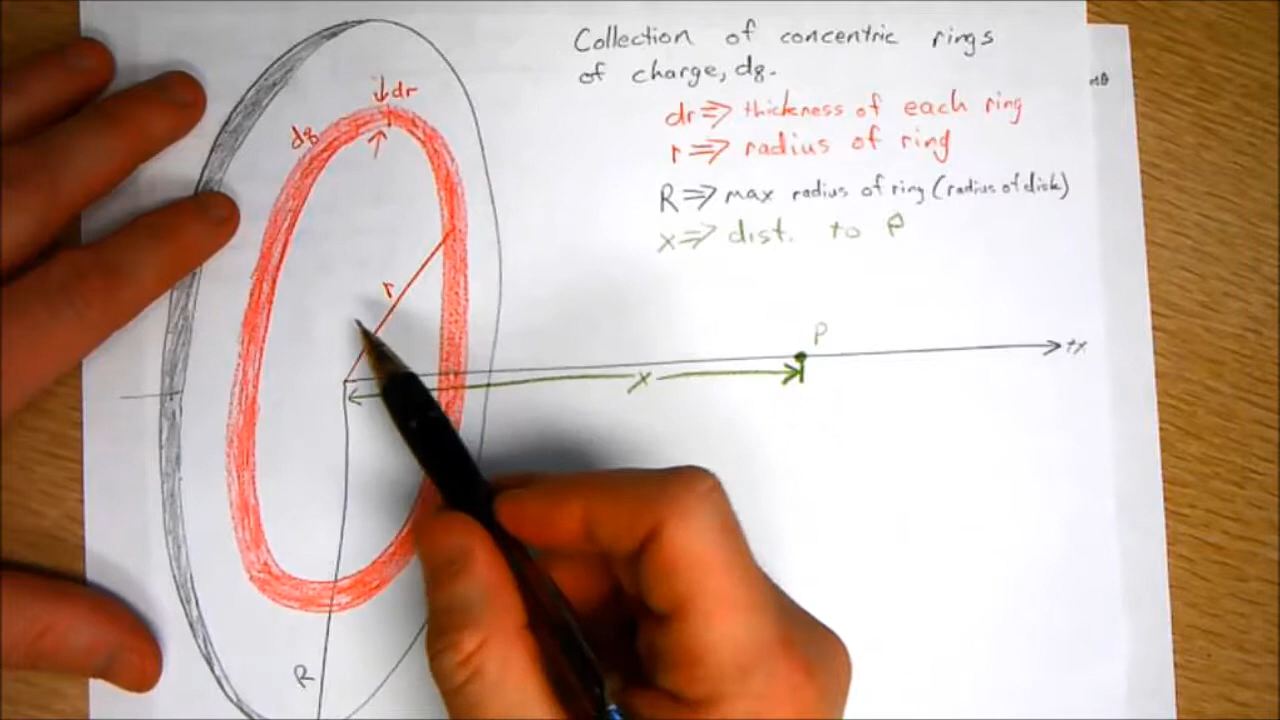 Collection of concentric rings
of charge, dq.
dr⇒ thickness of each ring
r⇒ radius of ring
R⇒ max radius of ring (radius of disk)
x⇒ dist. to P
dr
dq
r
P
+x
x
R